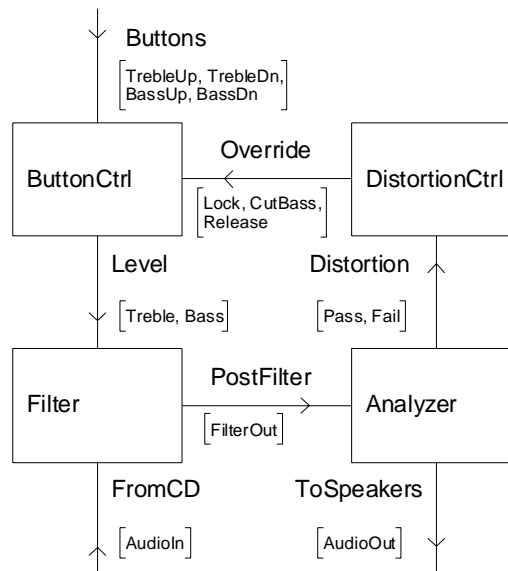 Buttons
TrebleUp, TrebleDn,
BassUp, BassDn
ButtonCtrl
Override
DistortionCtrl
Lock, CutBass,
Release
Level
Distortion
Treble, Bass
Pass, Fail
Filter
PostFilter
Analyzer
FilterOut
FromCD
ToSpeakers
AudioIn
AudioOut